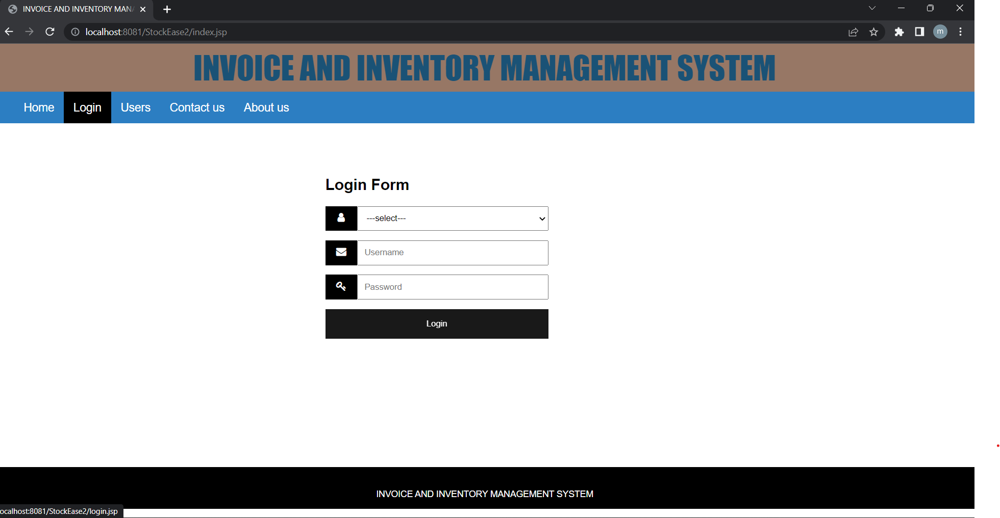 INVOICE AND INVENTORY MAN
localhost:8081/StockEase2/index.jsp
m
INVOICE AND INVENTORY MANAGEMENT SYSTEM
Home Login Users Contact us About us
Login Form
---select---
Username
Password
Login
INVOICE AND INVENTORY MANAGEMENT SYSTEM
ocalhost:8081/StockEase2/login.jsp